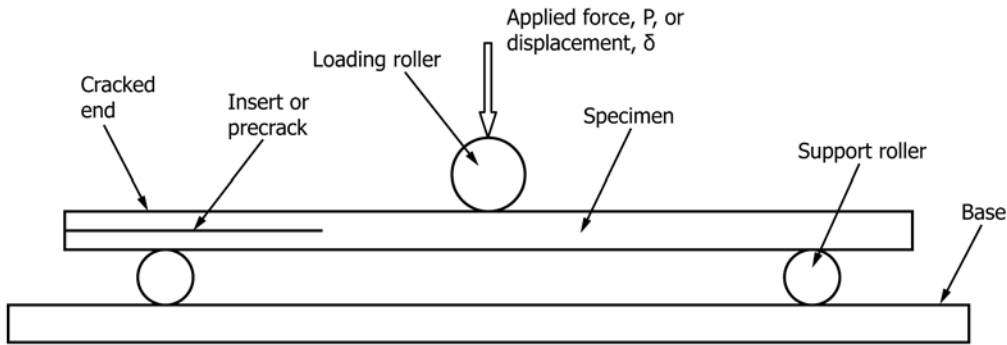 Applied force, P, or
displacement, δ
Loading roller
Cracked
end
Insert or
precrack
Specimen
Support roller
Base